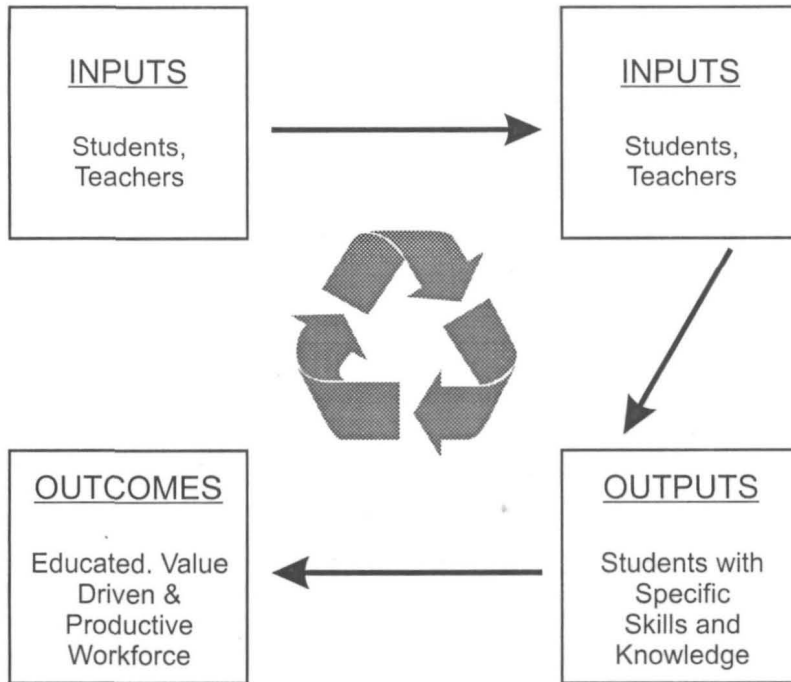 INPUTS
Students,
Teachers
INPUTS
Students,
Teachers
OUTCOMES
Educated. Value
Driven &
Productive
Workforce
OUTPUTS
Students with
Specific
Skills and
Knowledge